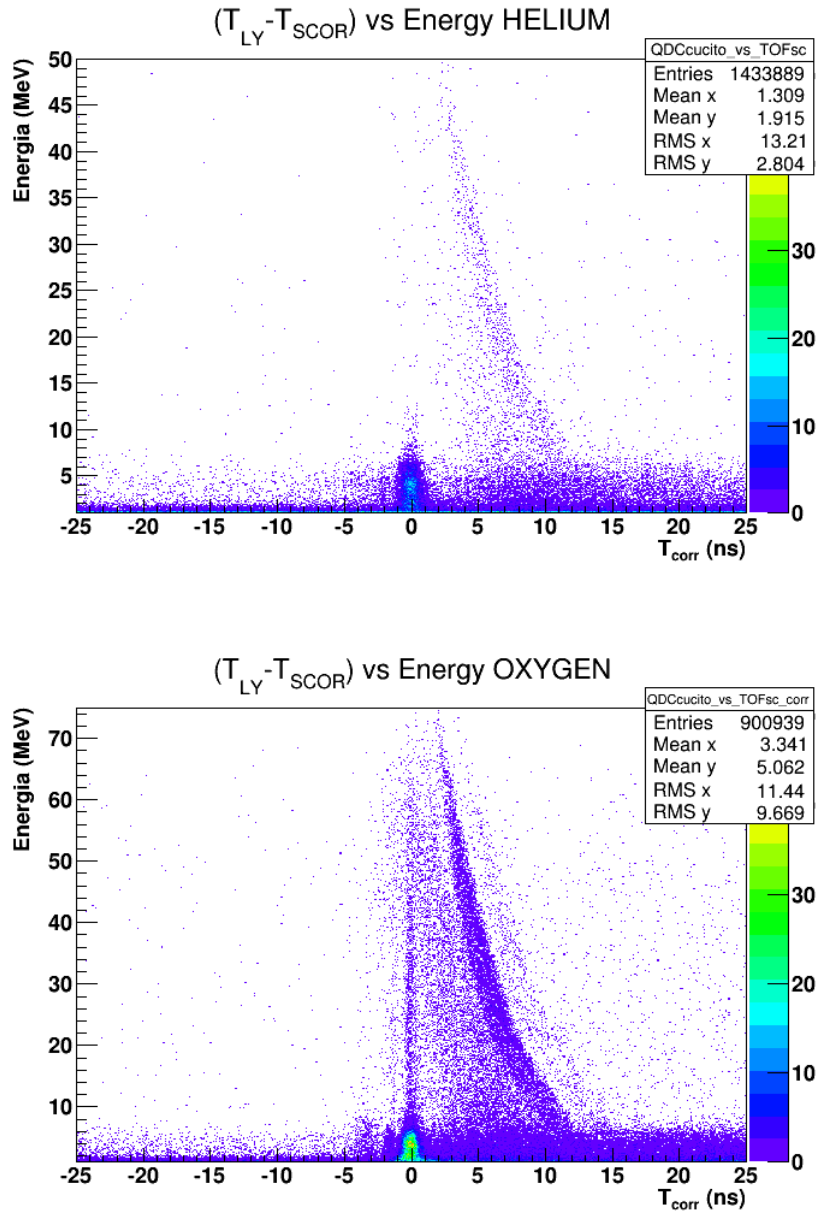 (T_LY-T_SCOR) vs Energy HELIUM
QDCcucito_vs_TOFsc
Entries 1433889
Mean x 1.309
Mean y 1.915
RMS x 13.21
RMS y 2.804
Energia (MeV)
50
45
40
35
30
25
20
15
10
5
30
20
10
0
-25 -20 -15 -10 -5 0 5 10 15 20 25
T_corr (ns)
(T_LY-T_SCOR) vs Energy OXYGEN
QDCcucito_vs_TOFsc_corr
Entries 900939
Mean x 3.341
Mean y 5.062
RMS x 11.44
RMS y 9.669
Energia (MeV)
70
60
50
40
30
20
10
30
20
10
0
-25 -20 -15 -10 -5 0 5 10 15 20 25
T_corr (ns)